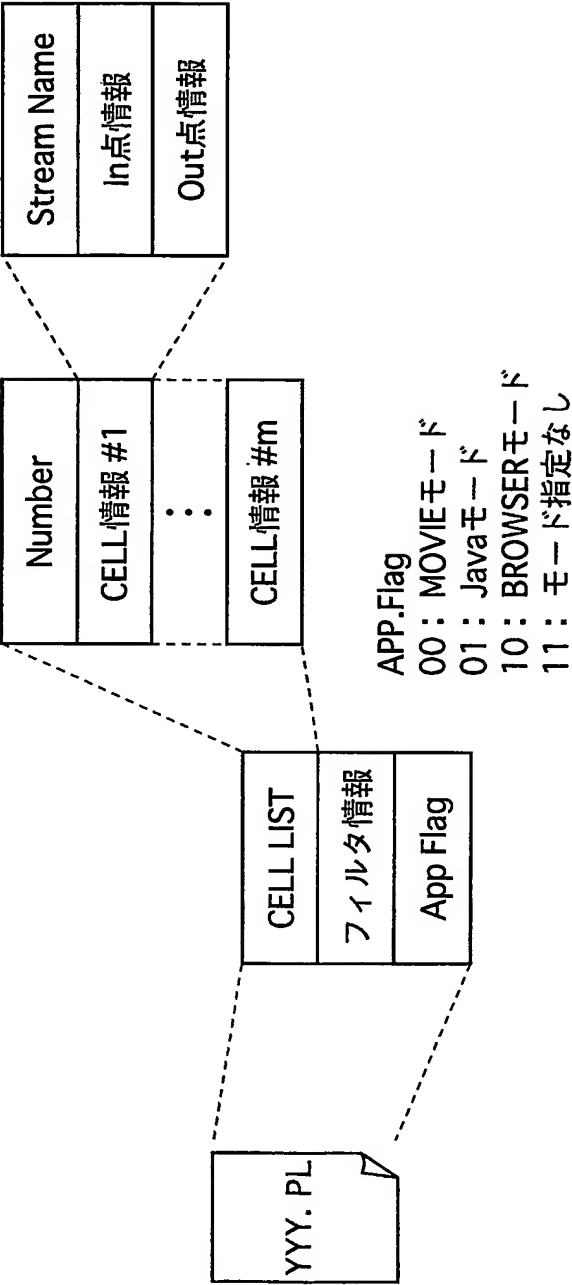 YYY. PL
CELL LIST
フィルタ情報
App Flag
Number
CELL情報 #1
・・・
CELL情報 #m
Stream Name
In点情報
Out点情報
APP.Flag
00：MOVIEモード
01：Javaモード
10：BROWSERモード
11：モード指定なし